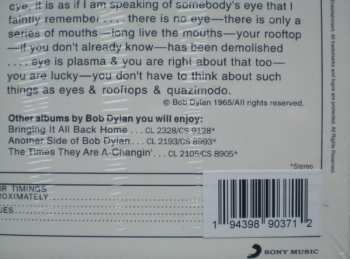 eye, it is as if I am speaking of somebody's eye that I
faintly remember . . . . there is no eye—there is only a
series of mouths—long live the mouths—your rooftop
—if you don't already know—has been demolished
. . . . eye is plasma & you are right about that too—
you are lucky—you don't have to think about such
things as eyes & rooftops & quazimodo.
© Bob Dylan 1965/All rights reserved.
Other albums by Bob Dylan you will enjoy:
Bringing It All Back Home . . . CL 2328/CS 9128*
Another Side of Bob Dylan . . . CL 2193/CS 8993*
The Times They Are A-Changin' . . . CL 2105/CS 8905*
*Stereo
TIMINGS
1 94398 90371 2
SONY MUSIC